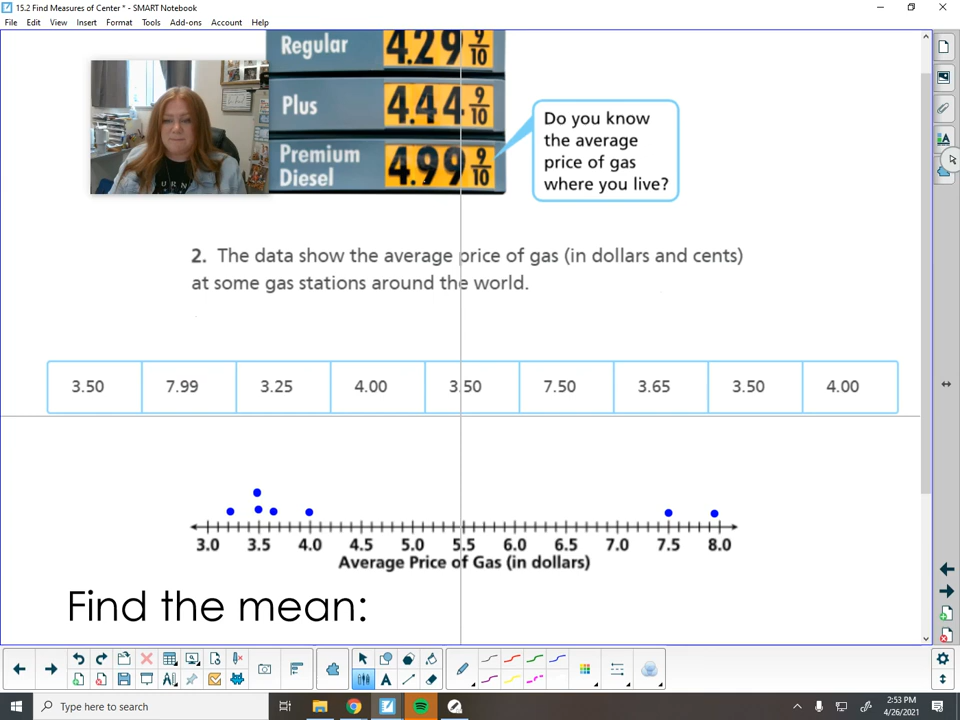 15.2 Find Measures of Center * - SMART Notebook
File Edit View Insert Format Tools Add-ons Account Help
Regular 4.29 9/10
Plus 4.44 9/10
Premium 4.99 9/10
Diesel
Do you know
the average
price of gas
where you live?
2. The data show the average price of gas (in dollars and cents)
at some gas stations around the world.
3.50 7.99 3.25 4.00 3.50 7.50 3.65 3.50 4.00
3.0 3.5 4.0 4.5 5.0 5.5 6.0 6.5 7.0 7.5 8.0
Average Price of Gas (in dollars)
Find the mean:
Type here to search
2:53 PM
4/26/2021